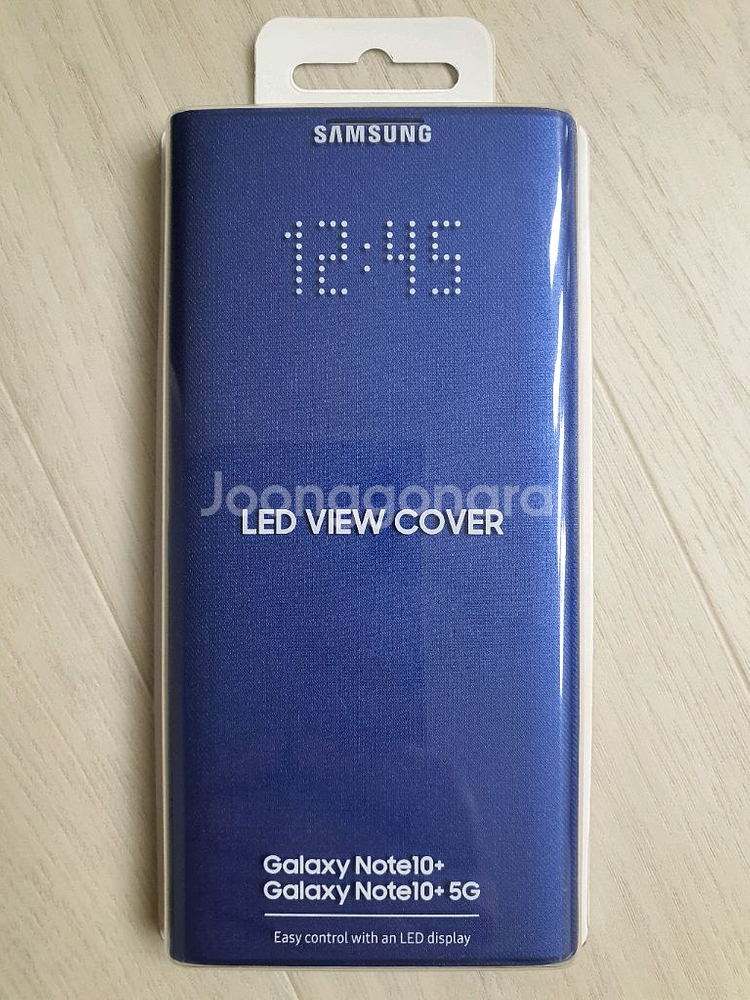 SAMSUNG
12:45
Joonggonara
LED VIEW COVER
Galaxy Note10+
Galaxy Note10+ 5G
Easy control with an LED display